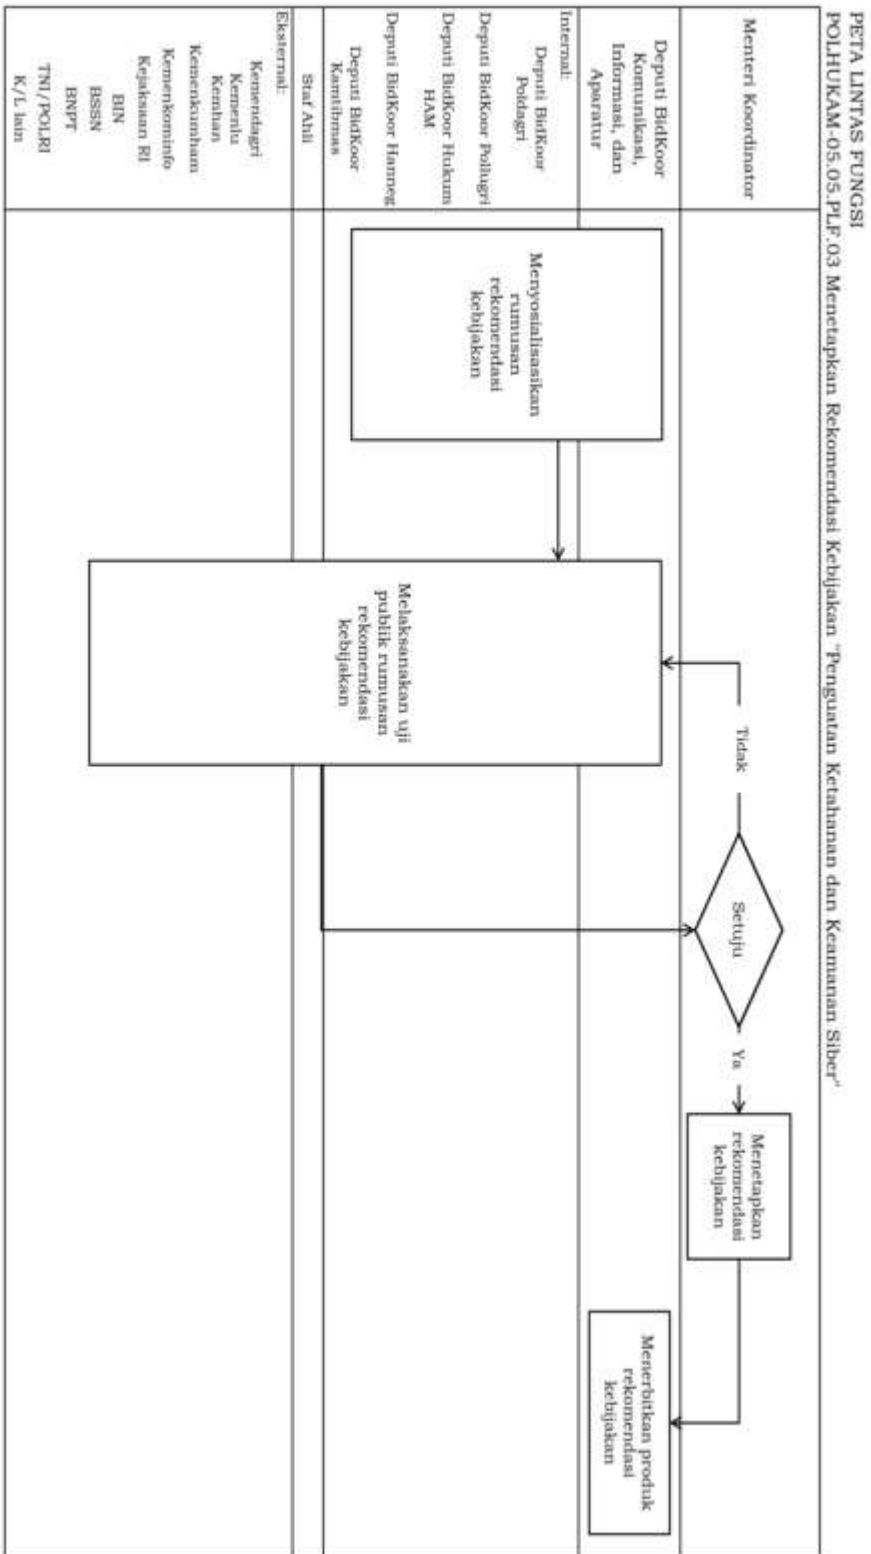 PETA LINTAS FUNGSI
POLHUKAM-05.05.PLF.03 Menetapkan Rekomendasi Kebijakan "Penguatan Ketahanan dan Keamanan Siber"
Menteri Koordinator
Deputi BidKoor
Komunikasi,
Informasi, dan
Aparatur
Internal:
Deputi BidKoor
Poldagri
Deputi BidKoor Pollugri
Deputi BidKoor Hukum
HAM
Deputi BidKoor Hanneg
Deputi BidKoor
Kamtibmas
Staf Ahli
Eksternal:
Kemendagri
Kemenlu
Kemhan
Kemenkumham
Kemenkominfo
Kejaksaan RI
BIN
BSSN
BNPT
TNI/POLRI
K/L lain
Menyosialisasikan
rumusan
rekomendasi
kebijakan
Melaksanakan uji
publik rumusan
rekomendasi
kebijakan
Tidak
Setuju
Ya
Menetapkan
rekomendasi
kebijakan
Menerbitkan produk
rekomendasi
kebijakan